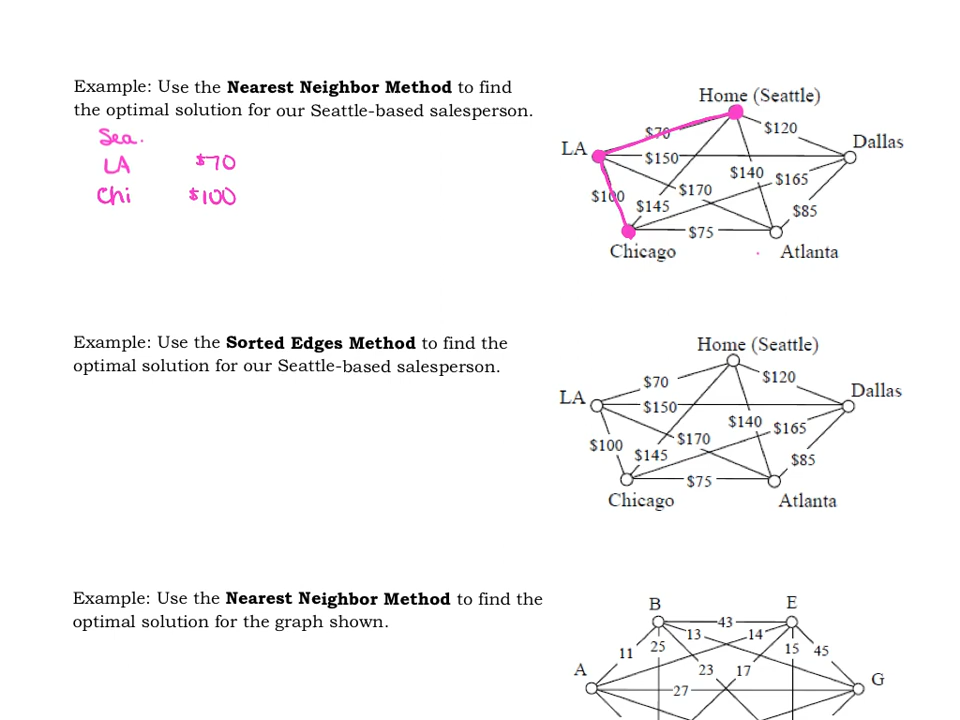 Example: Use the Nearest Neighbor Method to find
the optimal solution for our Seattle-based salesperson.
Sea.
LA $70
Chi $100
Home (Seattle)
$70
$120
LA
$150
Dallas
$140
$165
$170
$100
$145
$85
$75
Chicago
Atlanta
Example: Use the Sorted Edges Method to find the
optimal solution for our Seattle-based salesperson.
Home (Seattle)
$70
$120
LA
$150
Dallas
$140
$165
$170
$100
$145
$85
$75
Chicago
Atlanta
Example: Use the Nearest Neighbor Method to find the
optimal solution for the graph shown.
B
E
43
13
14
11
25
15
45
A
23
17
G
27